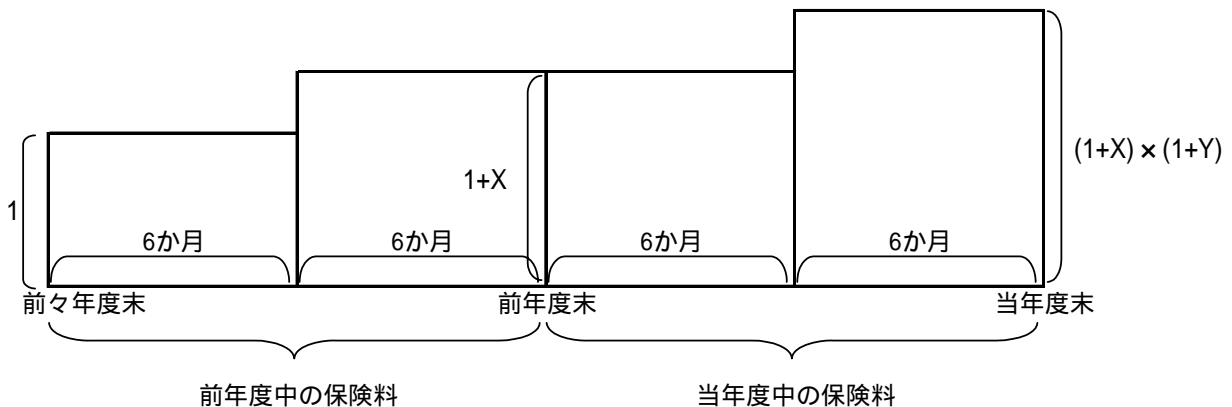 (1+X)×(1+Y)
1+X
1
6か月
6か月
6か月
6か月
前々年度末
前年度末
当年度末
前年度中の保険料
当年度中の保険料